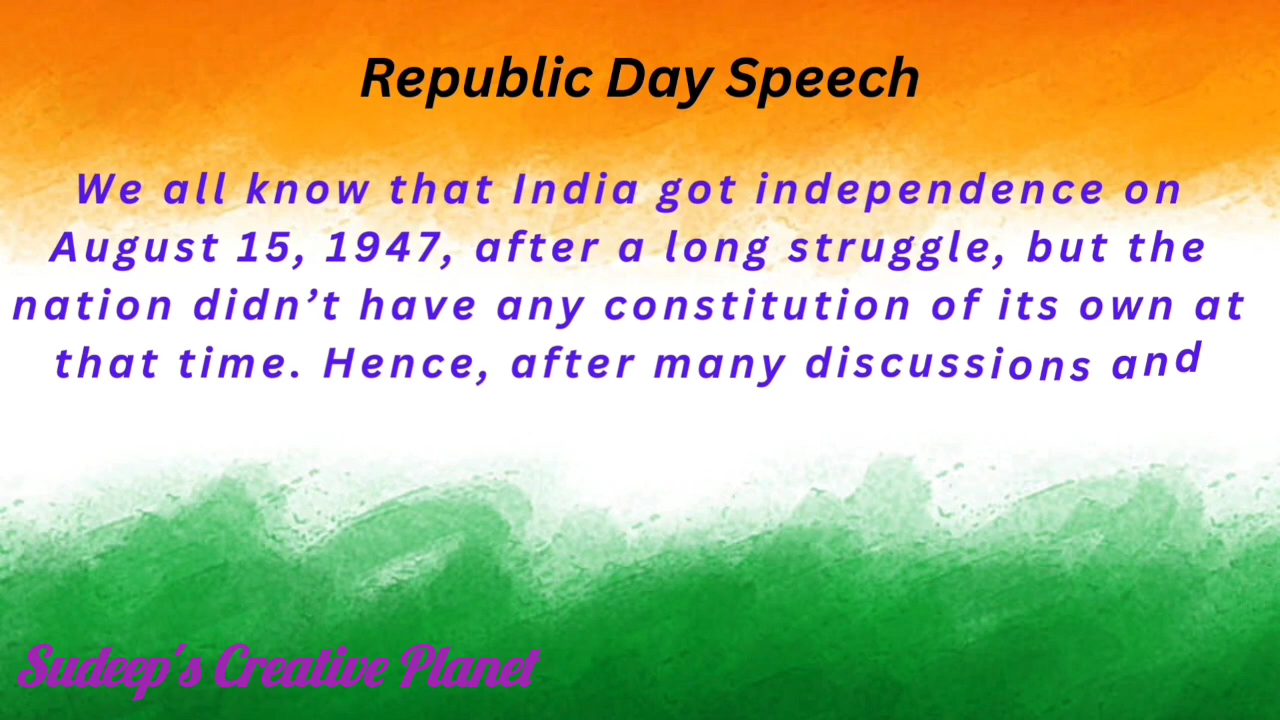 Republic Day Speech
We all know that India got independence on
August 15, 1947, after a long struggle, but the
nation didn’t have any constitution of its own at
that time. Hence, after many discussions and
Sudeep's Creative Planet